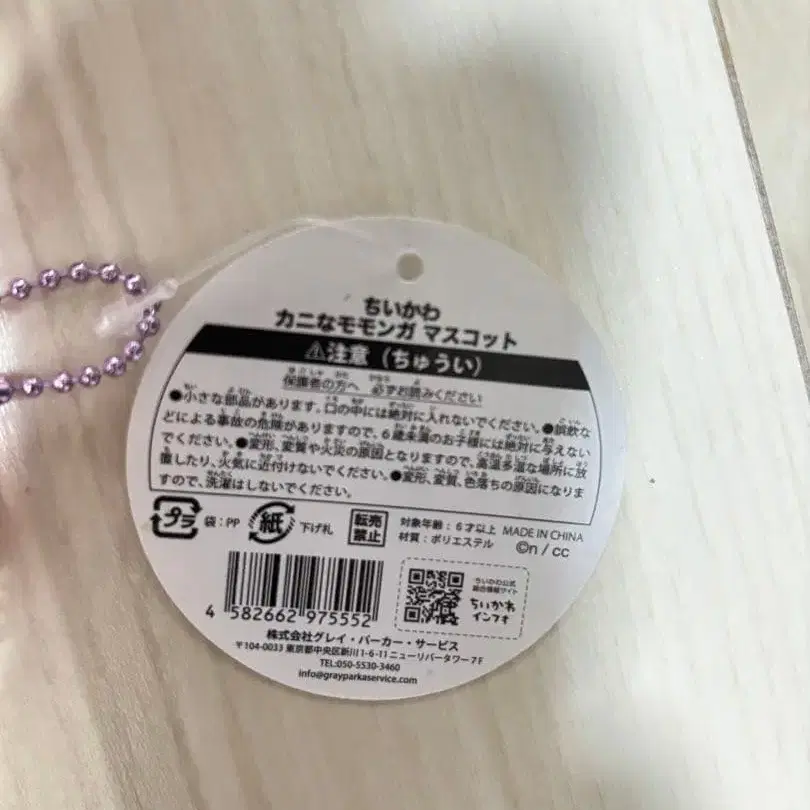 ちいかわ
カニなモモンガ マスコット
⚠注意（ちゅうい）
保護者の方へ 必ずお読みください
●小さな部品があります。口の中には絶対に入れないでください。●誤飲な
どによる事故の危険がありますので、6歳未満のお子様には絶対に与えない
でください。●変形、変質や火災の原因となりますので、高温多湿な場所に放
置したり、火気に近付けないでください。●変形、変質、色落ちの原因になりま
すので、洗濯はしないでください。
プラ 袋：PP 紙 下げ札 転売禁止 対象年齢：6才以上 MADE IN CHINA
材質：ポリエステル ©n / cc
4 582662 975552
ちいかわ公式
総合情報サイト
ちいかわ
インフォ
株式会社グレイ・パーカー・サービス
〒104-0033 東京都中央区新川1-6-11ニューリバータワー7F
TEL:050-5530-3460
info@grayparkaservice.com